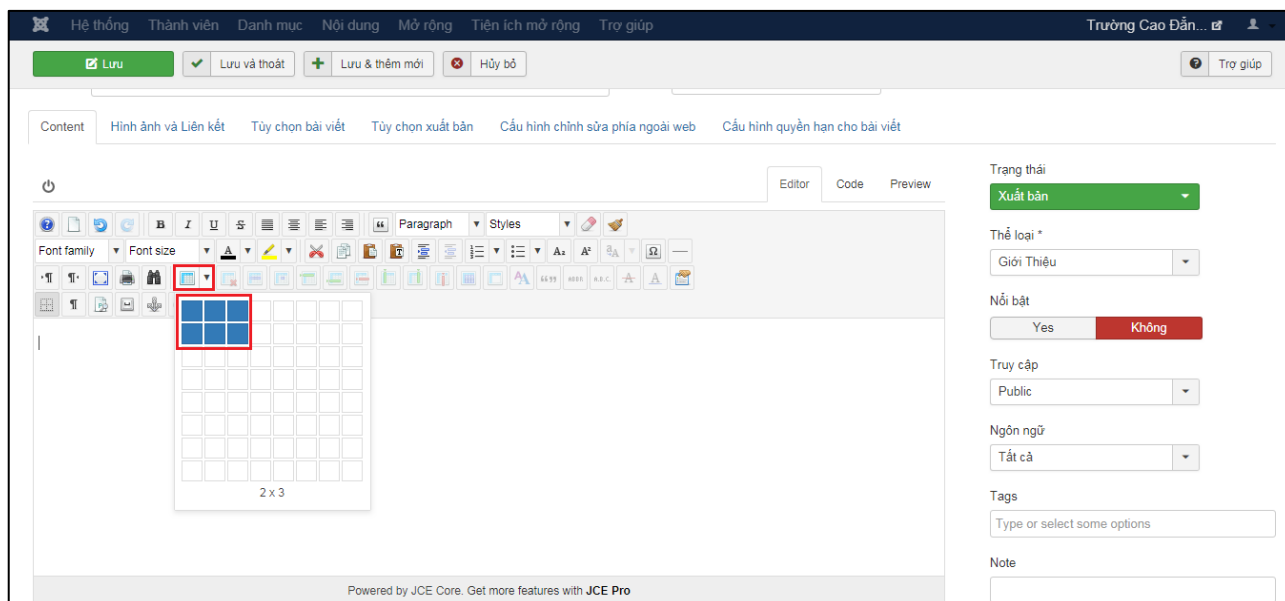 Hệ thống Thành viên Danh mục Nội dung Mở rộng Tiện ích mở rộng Trợ giúp Trường Cao Đẳn...
Lưu Lưu và thoát Lưu & thêm mới Hủy bỏ Trợ giúp
Content Hình ảnh và Liên kết Tùy chọn bài viết Tùy chọn xuất bản Cấu hình chỉnh sửa phía ngoài web Cấu hình quyền hạn cho bài viết
Editor Code Preview
Paragraph Styles
Font family Font size
2 x 3
Powered by JCE Core. Get more features with JCE Pro
Trạng thái
Xuất bản
Thể loại *
Giới Thiệu
Nổi bật
Yes Không
Truy cập
Public
Ngôn ngữ
Tất cả
Tags
Type or select some options
Note